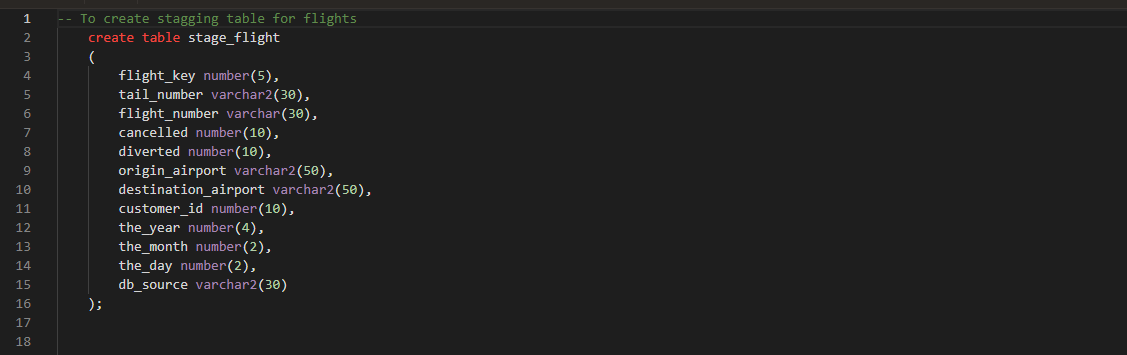 1 -- To create stagging table for flights
2 create table stage_flight
3 (
4 flight_key number(5),
5 tail_number varchar2(30),
6 flight_number varchar(30),
7 cancelled number(10),
8 diverted number(10),
9 origin_airport varchar2(50),
10 destination_airport varchar2(50),
11 customer_id number(10),
12 the_year number(4),
13 the_month number(2),
14 the_day number(2),
15 db_source varchar2(30)
16 );
17
18